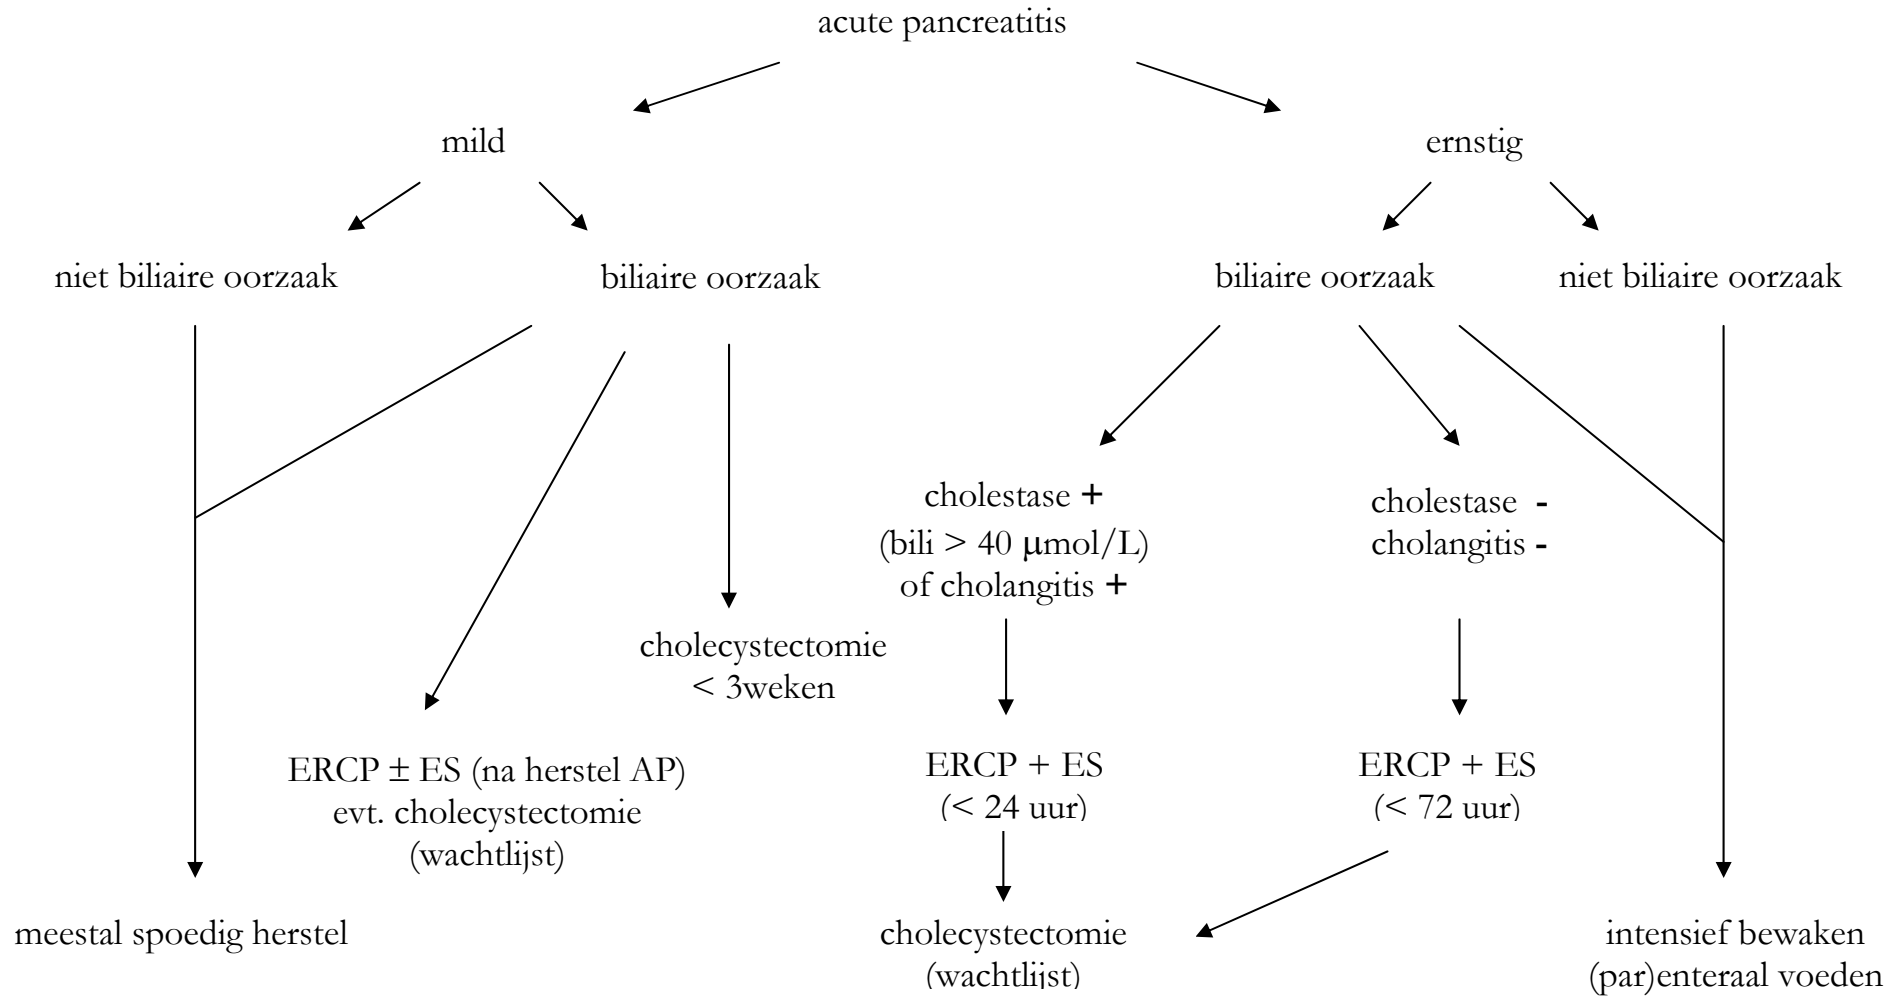 acute pancreatitis
mild
ernstig
niet biliaire oorzaak
biliaire oorzaak
biliaire oorzaak
niet biliaire oorzaak
cholestase +
(bili > 40 μmol/L)
of cholangitis +
cholestase -
cholangitis -
cholecystectomie
< 3weken
ERCP ± ES (na herstel AP)
evt. cholecystectomie
(wachtlijst)
ERCP + ES
(< 24 uur)
ERCP + ES
(< 72 uur)
meestal spoedig herstel
cholecystectomie
(wachtlijst)
intensief bewaken
(par)enteraal voeden